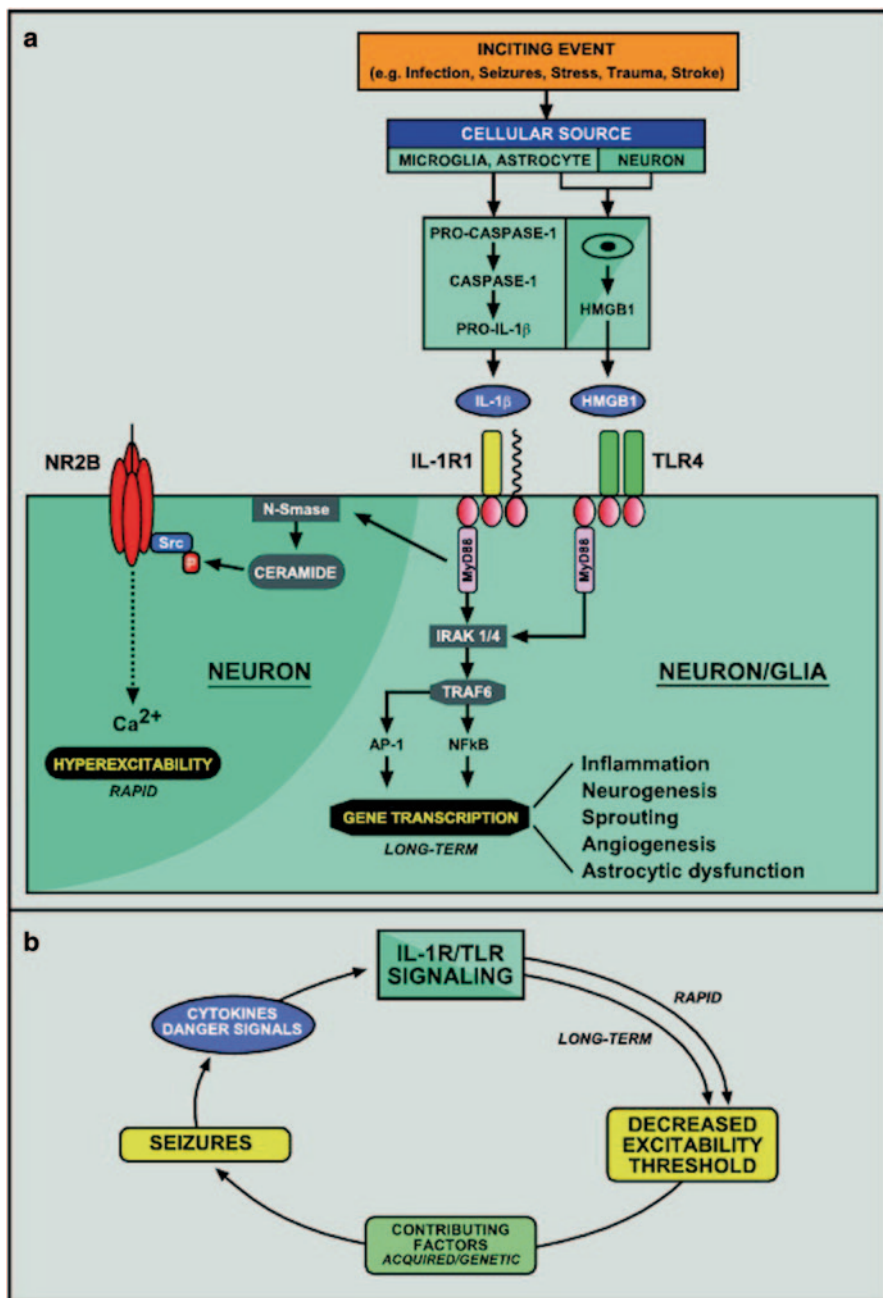 a
INCITING EVENT
(e.g. Infection, Seizures, Stress, Trauma, Stroke)
CELLULAR SOURCE
MICROGLIA, ASTROCYTE
NEURON
PRO-CASPASE-1
CASPASE-1
PRO-IL-1β
HMGB1
IL-1β
HMGB1
NR2B
IL-1R1
TLR4
N-Smase
Src
P
CERAMIDE
MyD88
MyD88
IRAK 1/4
NEURON
NEURON/GLIA
TRAF6
Ca2+
AP-1
NFkB
HYPEREXCITABILITY
RAPID
GENE TRANSCRIPTION
LONG-TERM
Inflammation
Neurogenesis
Sprouting
Angiogenesis
Astrocytic dysfunction
b
IL-1R/TLR
SIGNALING
CYTOKINES
DANGER SIGNALS
RAPID
LONG-TERM
SEIZURES
DECREASED
EXCITABILITY
THRESHOLD
CONTRIBUTING
FACTORS
ACQUIRED/GENETIC